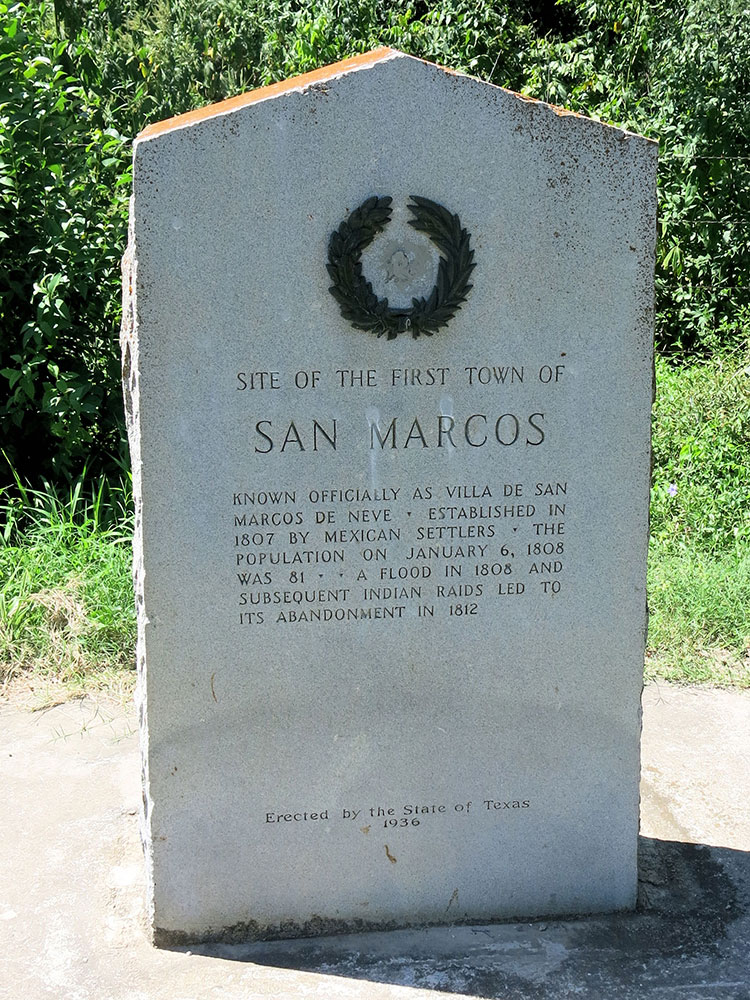 SITE OF THE FIRST TOWN OF
SAN MARCOS
KNOWN OFFICIALLY AS VILLA DE SAN
MARCOS DE NEVE · ESTABLISHED IN
1807 BY MEXICAN SETTLERS · THE
POPULATION ON JANUARY 6, 1808
WAS 81 · · A FLOOD IN 1808 AND
SUBSEQUENT INDIAN RAIDS LED TO
ITS ABANDONMENT IN 1812
Erected by the State of Texas
1936